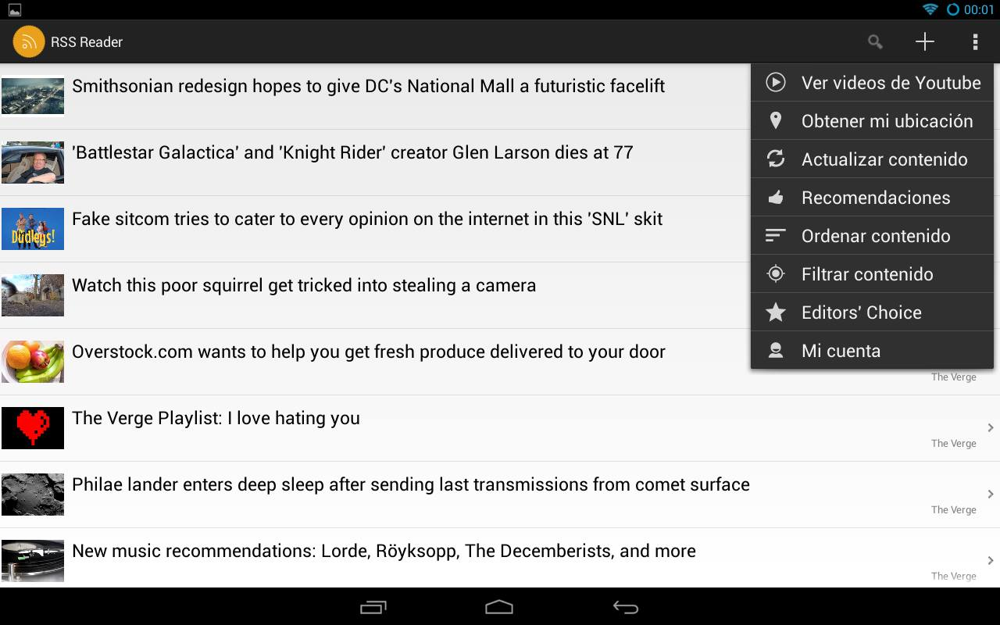 00:01
RSS Reader
Smithsonian redesign hopes to give DC's National Mall a futuristic facelift
'Battlestar Galactica' and 'Knight Rider' creator Glen Larson dies at 77
Fake sitcom tries to cater to every opinion on the internet in this 'SNL' skit
Dudleys!
Watch this poor squirrel get tricked into stealing a camera
Overstock.com wants to help you get fresh produce delivered to your door
The Verge
The Verge Playlist: I love hating you
The Verge
Philae lander enters deep sleep after sending last transmissions from comet surface
The Verge
New music recommendations: Lorde, Röyksopp, The Decemberists, and more
The Verge
Ver videos de Youtube
Obtener mi ubicación
Actualizar contenido
Recomendaciones
Ordenar contenido
Filtrar contenido
Editors' Choice
Mi cuenta